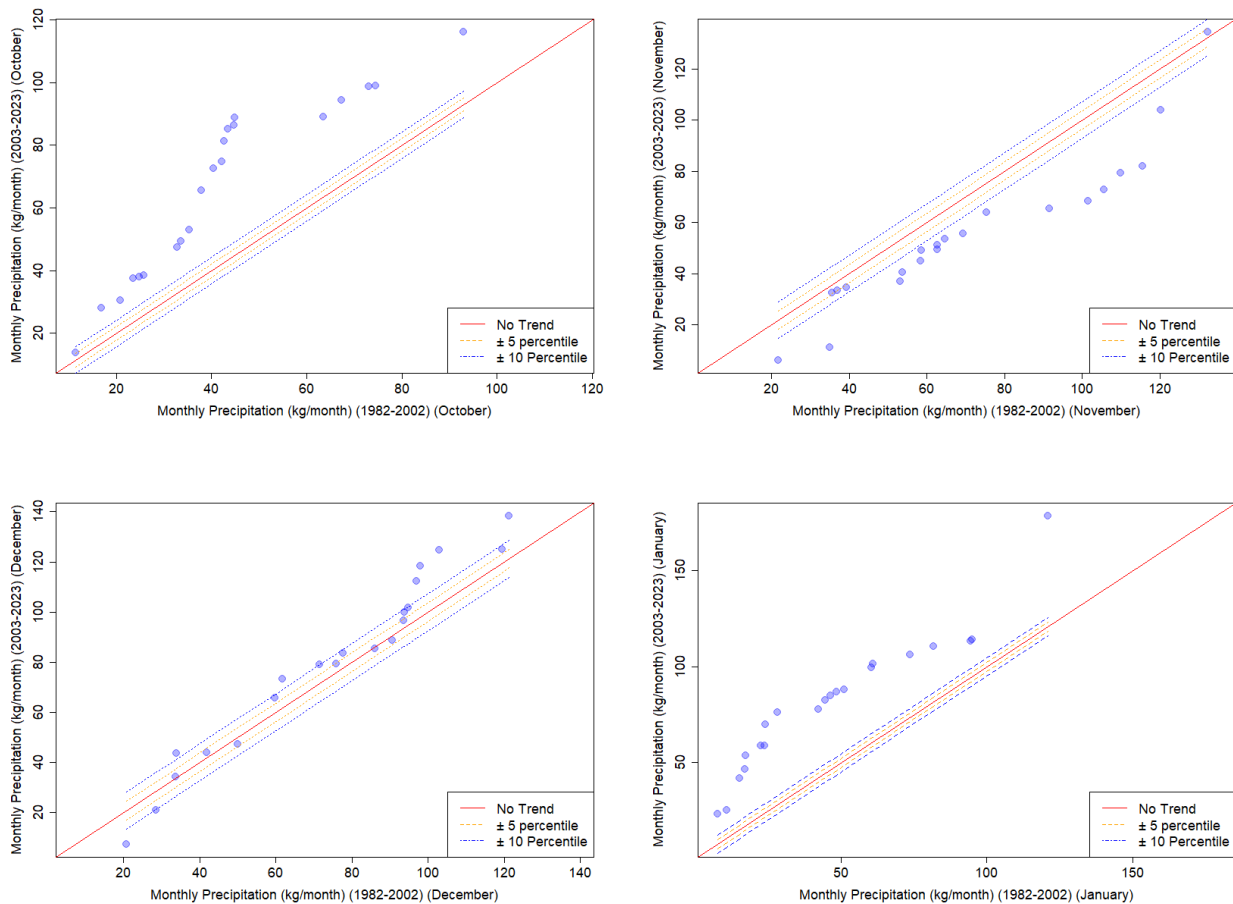 Monthly Precipitation (kg/month) (2003-2023) (October)
120
100
80
60
40
20
20 40 60 80 100 120
Monthly Precipitation (kg/month) (1982-2002) (October)
No Trend
± 5 percentile
± 10 Percentile
Monthly Precipitation (kg/month) (2003-2023) (November)
120
100
80
60
40
20
20 40 60 80 100 120
Monthly Precipitation (kg/month) (1982-2002) (November)
No Trend
± 5 percentile
± 10 Percentile
Monthly Precipitation (kg/month) (2003-2023) (December)
140
120
100
80
60
40
20
20 40 60 80 100 120 140
Monthly Precipitation (kg/month) (1982-2002) (December)
No Trend
± 5 percentile
± 10 Percentile
Monthly Precipitation (kg/month) (2003-2023) (January)
150
100
50
50 100 150
Monthly Precipitation (kg/month) (1982-2002) (January)
No Trend
± 5 percentile
± 10 Percentile